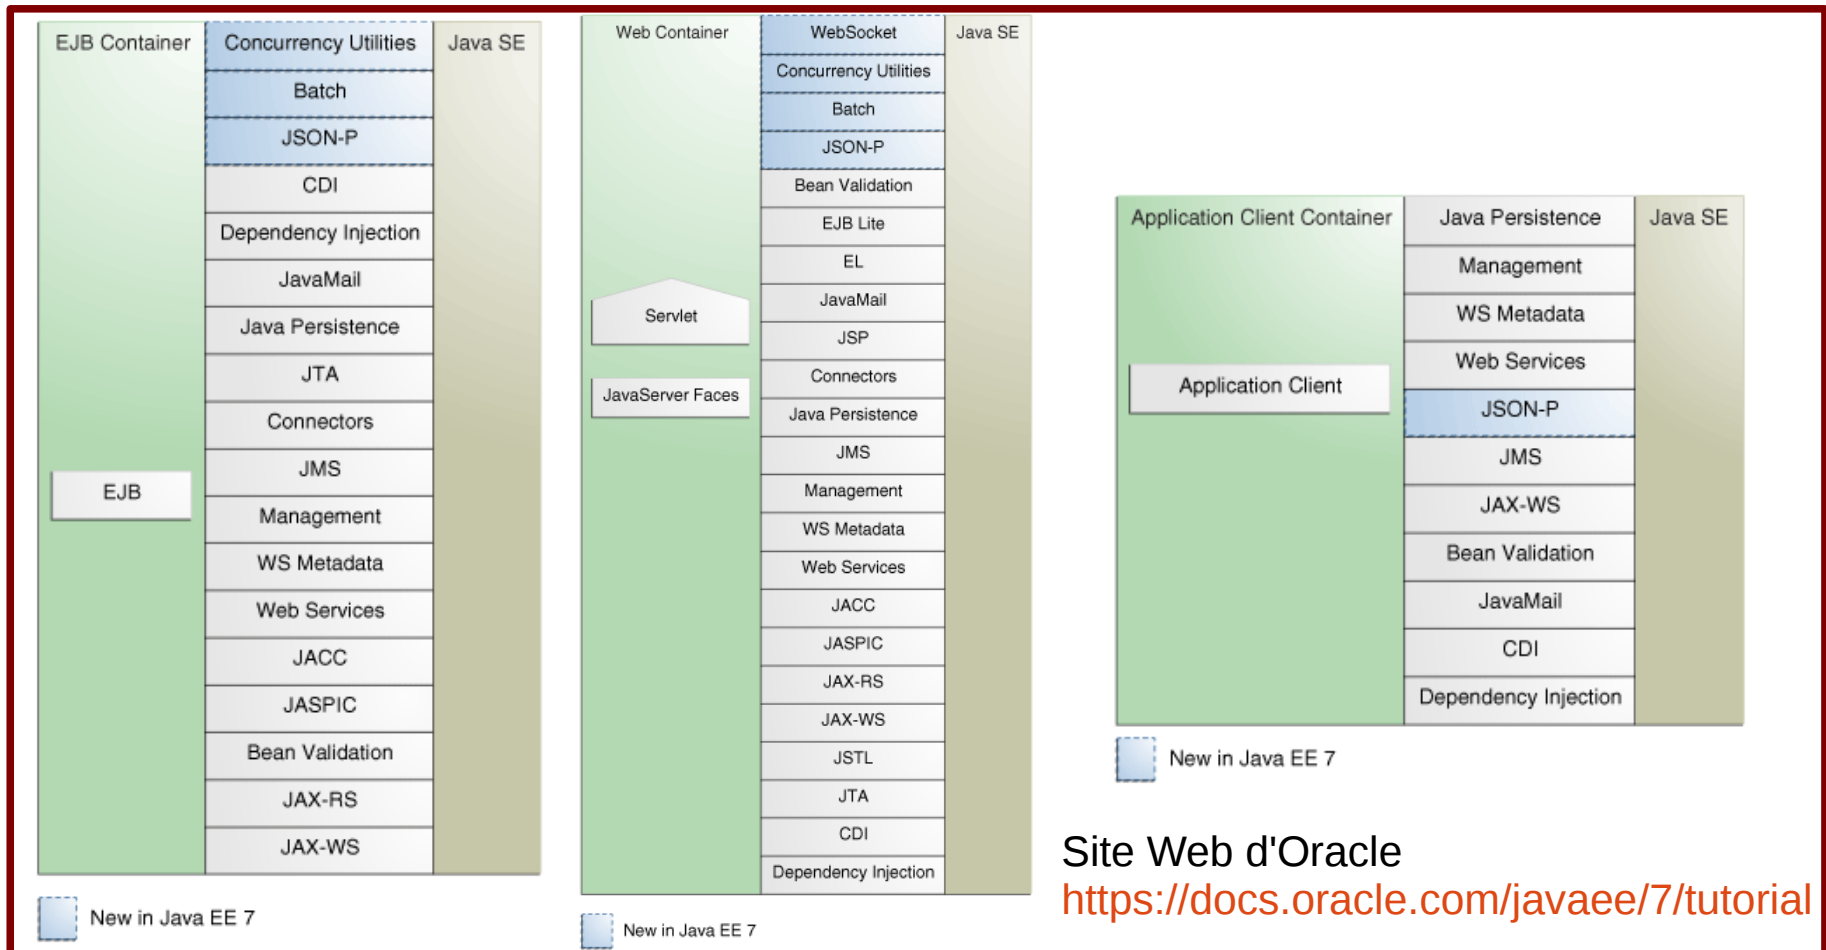 EJB Container
Concurrency Utilities
Java SE
Batch
JSON-P
CDI
Dependency Injection
JavaMail
Java Persistence
JTA
Connectors
JMS
EJB
Management
WS Metadata
Web Services
JACC
JASPIC
Bean Validation
JAX-RS
JAX-WS
New in Java EE 7
Web Container
WebSocket
Java SE
Concurrency Utilities
Batch
JSON-P
Bean Validation
EJB Lite
EL
JavaMail
Servlet
JSP
Connectors
JavaServer Faces
Java Persistence
JMS
Management
WS Metadata
Web Services
JACC
JASPIC
JAX-RS
JAX-WS
JSTL
JTA
CDI
Dependency Injection
New in Java EE 7
Application Client Container
Java Persistence
Java SE
Management
WS Metadata
Web Services
Application Client
JSON-P
JMS
JAX-WS
Bean Validation
JavaMail
CDI
Dependency Injection
New in Java EE 7
Site Web d'Oracle
https://docs.oracle.com/javaee/7/tutorial